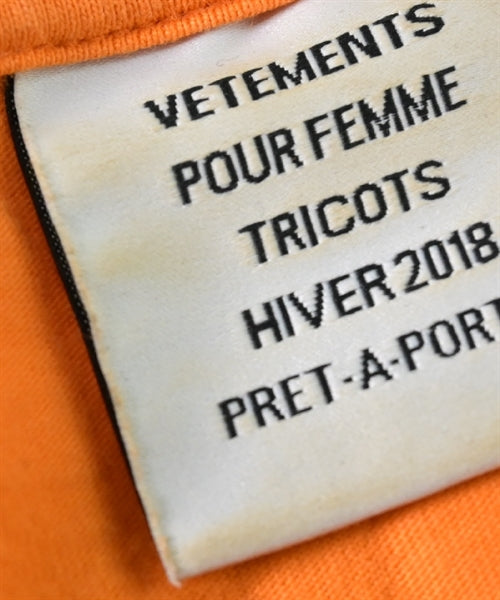 VETEMENTS
POUR FEMME
TRICOTS
HIVER 2018
PRET-A-PORT